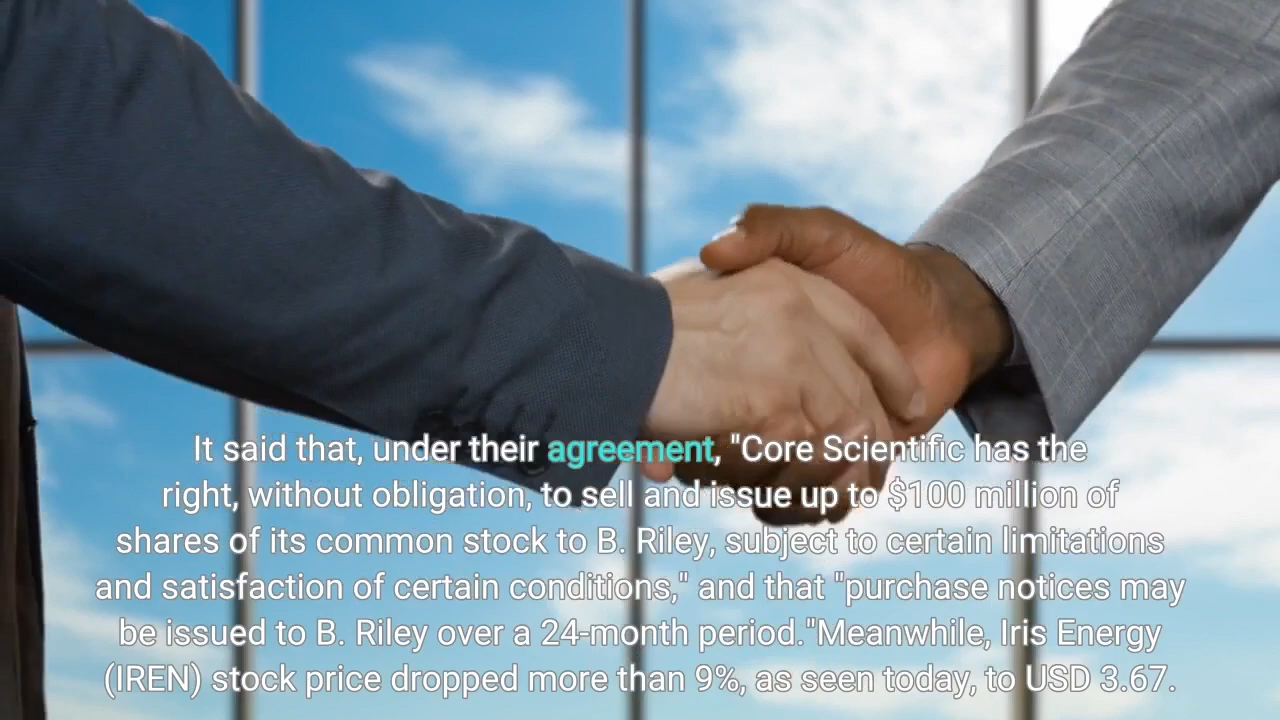 It said that, under their agreement, "Core Scientific has the
right, without obligation, to sell and issue up to $100 million of
shares of its common stock to B. Riley, subject to certain limitations
and satisfaction of certain conditions," and that "purchase notices may
be issued to B. Riley over a 24-month period."Meanwhile, Iris Energy
(IREN) stock price dropped more than 9%, as seen today, to USD 3.67.